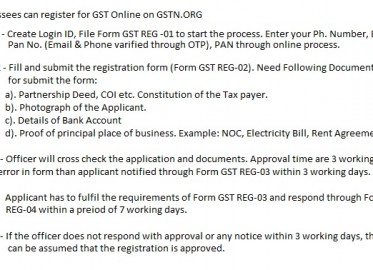 ssees can register for GST Online on GSTN.ORG
- Create Login ID, File Form GST REG -01 to start the process. Enter your Ph. Number,
Pan No. (Email & Phone varified through OTP), PAN through online process.
- Fill and submit the registration form (Form GST REG-02). Need Following Document
for submit the form:
a). Partnership Deed, COI etc. Constitution of the Tax payer.
b). Photograph of the Applicant.
c). Details of Bank Account
d). Proof of principal place of business. Example: NOC, Electricity Bill, Rent Agreeme
- Officer will cross check the application and documents. Approval time are 3 working
error in form than applicant notified through Form GST REG-03 within 3 working days.
Applicant has to fulfil the requirements of Form GST REG-03 and respond through Fo
REG-04 within a preiod of 7 working days.
- If the officer does not respond with approval or any notice within 3 working days, th
can be assumed that the registration is approved.